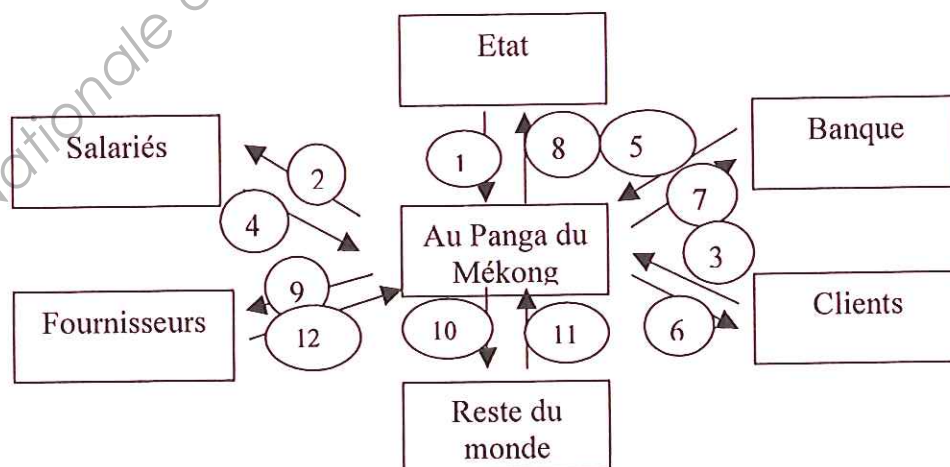 Etat
Salariés
Banque
1
8
5
2
7
4
Au Panga du
Mékong
3
9
Fournisseurs
12
10
11
6
Clients
Reste du
monde